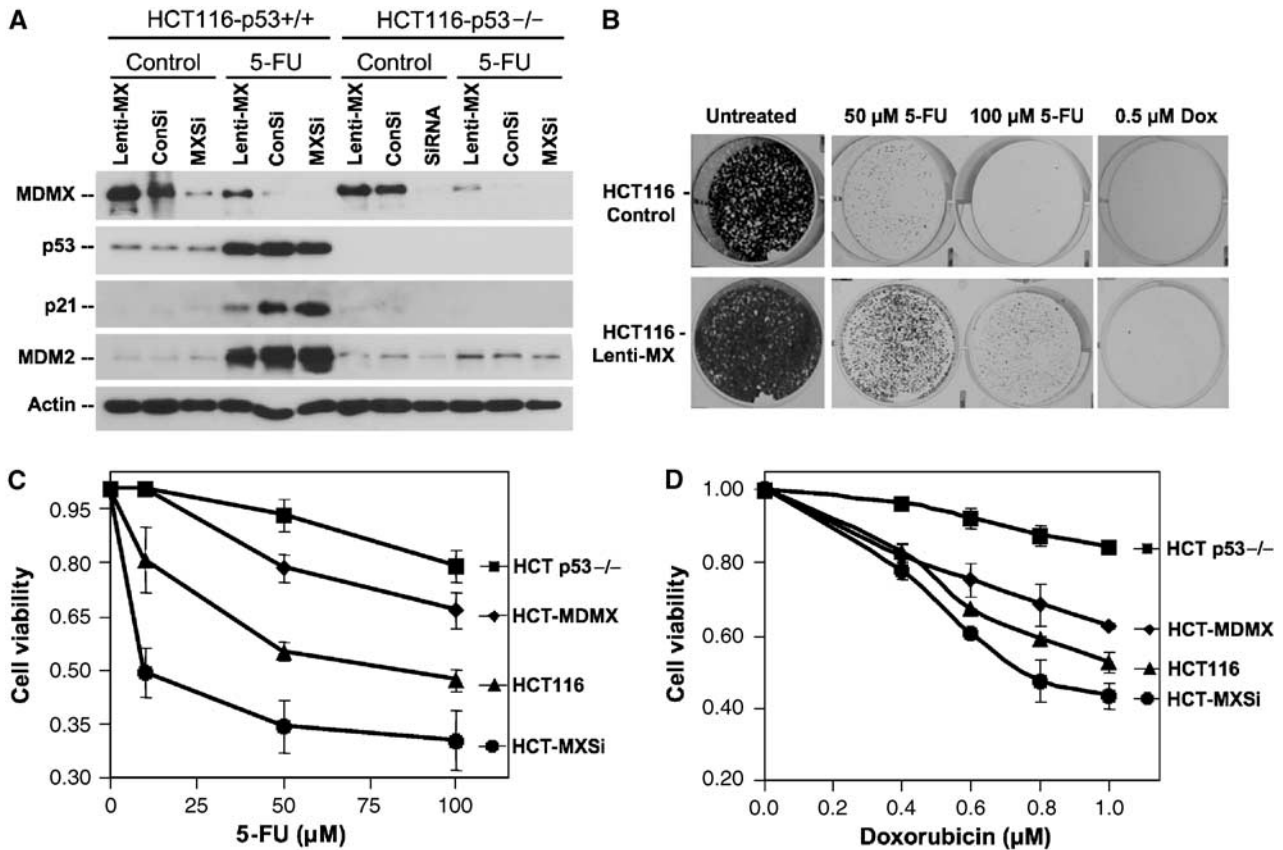 A
HCT116-p53+/+
HCT116-p53−/−
Control
5-FU
Control
5-FU
Lenti-MX
ConSi
MXSi
Lenti-MX
ConSi
MXSi
Lenti-MX
ConSi
SiRNA
Lenti-MX
ConSi
MXSi
MDMX --
p53 --
p21 --
MDM2 --
Actin --
B
Untreated
50 µM 5-FU
100 µM 5-FU
0.5 µM Dox
HCT116 -
Control
HCT116 -
Lenti-MX
C
Cell viability
0.95
0.80
0.65
0.50
0.35
0.30
0
25
50
75
100
5-FU (µM)
HCT p53−/−
HCT-MDMX
HCT116
HCT-MXSi
D
Cell viability
1.00
0.80
0.60
0.40
0.20
0.0
0.2
0.4
0.6
0.8
1.0
Doxorubicin (µM)
HCT p53−/−
HCT-MDMX
HCT116
HCT-MXSi